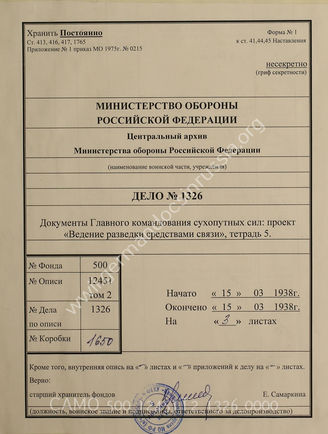 Хранить Постоянно
Ст. 413, 416, 417, 1765
Приложение № 1 приказ МО 1975г. № 0215
Форма № 1
к ст. 41,44,45 Наставления
несекретно
(гриф секретности)
МИНИСТЕРСТВО ОБОРОНЫ
РОССИЙСКОЙ ФЕДЕРАЦИИ
Центральный архив
Министерства обороны Российской Федерации
(наименование воинской части, учреждения)
ДЕЛО № 1326
Документы Главного командования сухопутных сил: проект
«Ведение разведки средствами связи», тетрадь 5.
№ Фонда 500
№ Описи 12451
том 2
№ Дела 1326
по описи
№ Коробки 1650
Начато « 15 » 03 1938г.
Окончено « 15 » 03 1938г.
На « 3 » листах
Кроме того, внутренняя опись на «-» листах и «-» приложений к делу на «-» листах.
Верно:
старший хранитель фондов Е. Самаркина
(должность, воинское звание и подпись ответственного за делопроизводство)
www.germandocsinrussia.org